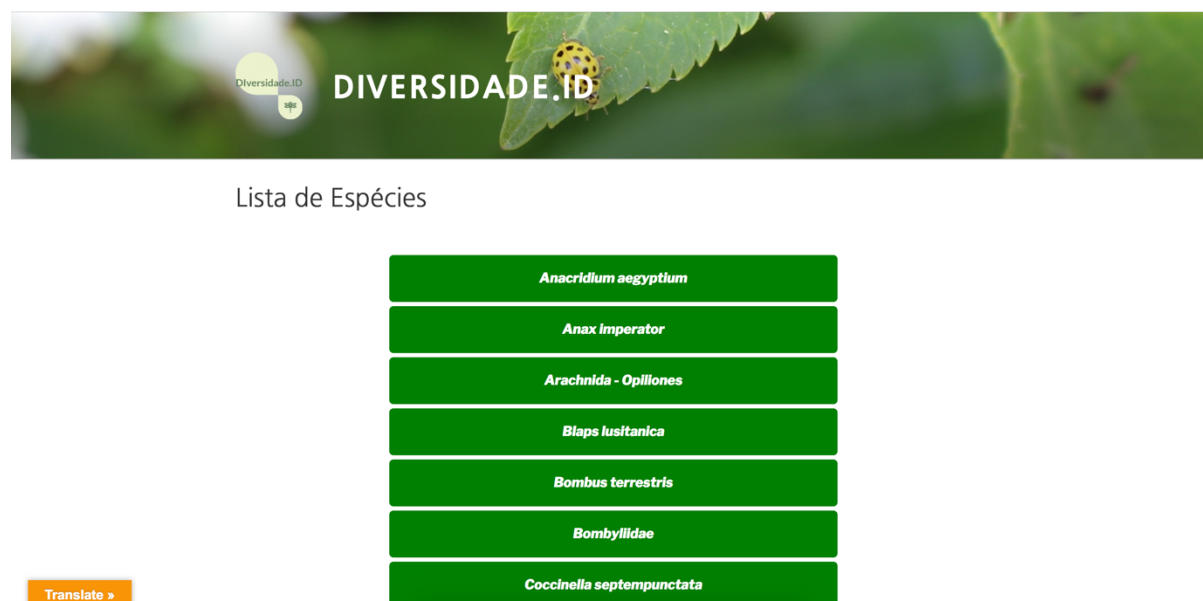 DIversidade.ID
DIVERSIDADE.ID
Lista de Espécies
Anacridium aegyptium
Anax imperator
Arachnida - Opiliones
Blaps lusitanica
Bombus terrestris
Bombyliidae
Coccinella septempunctata
Translate »